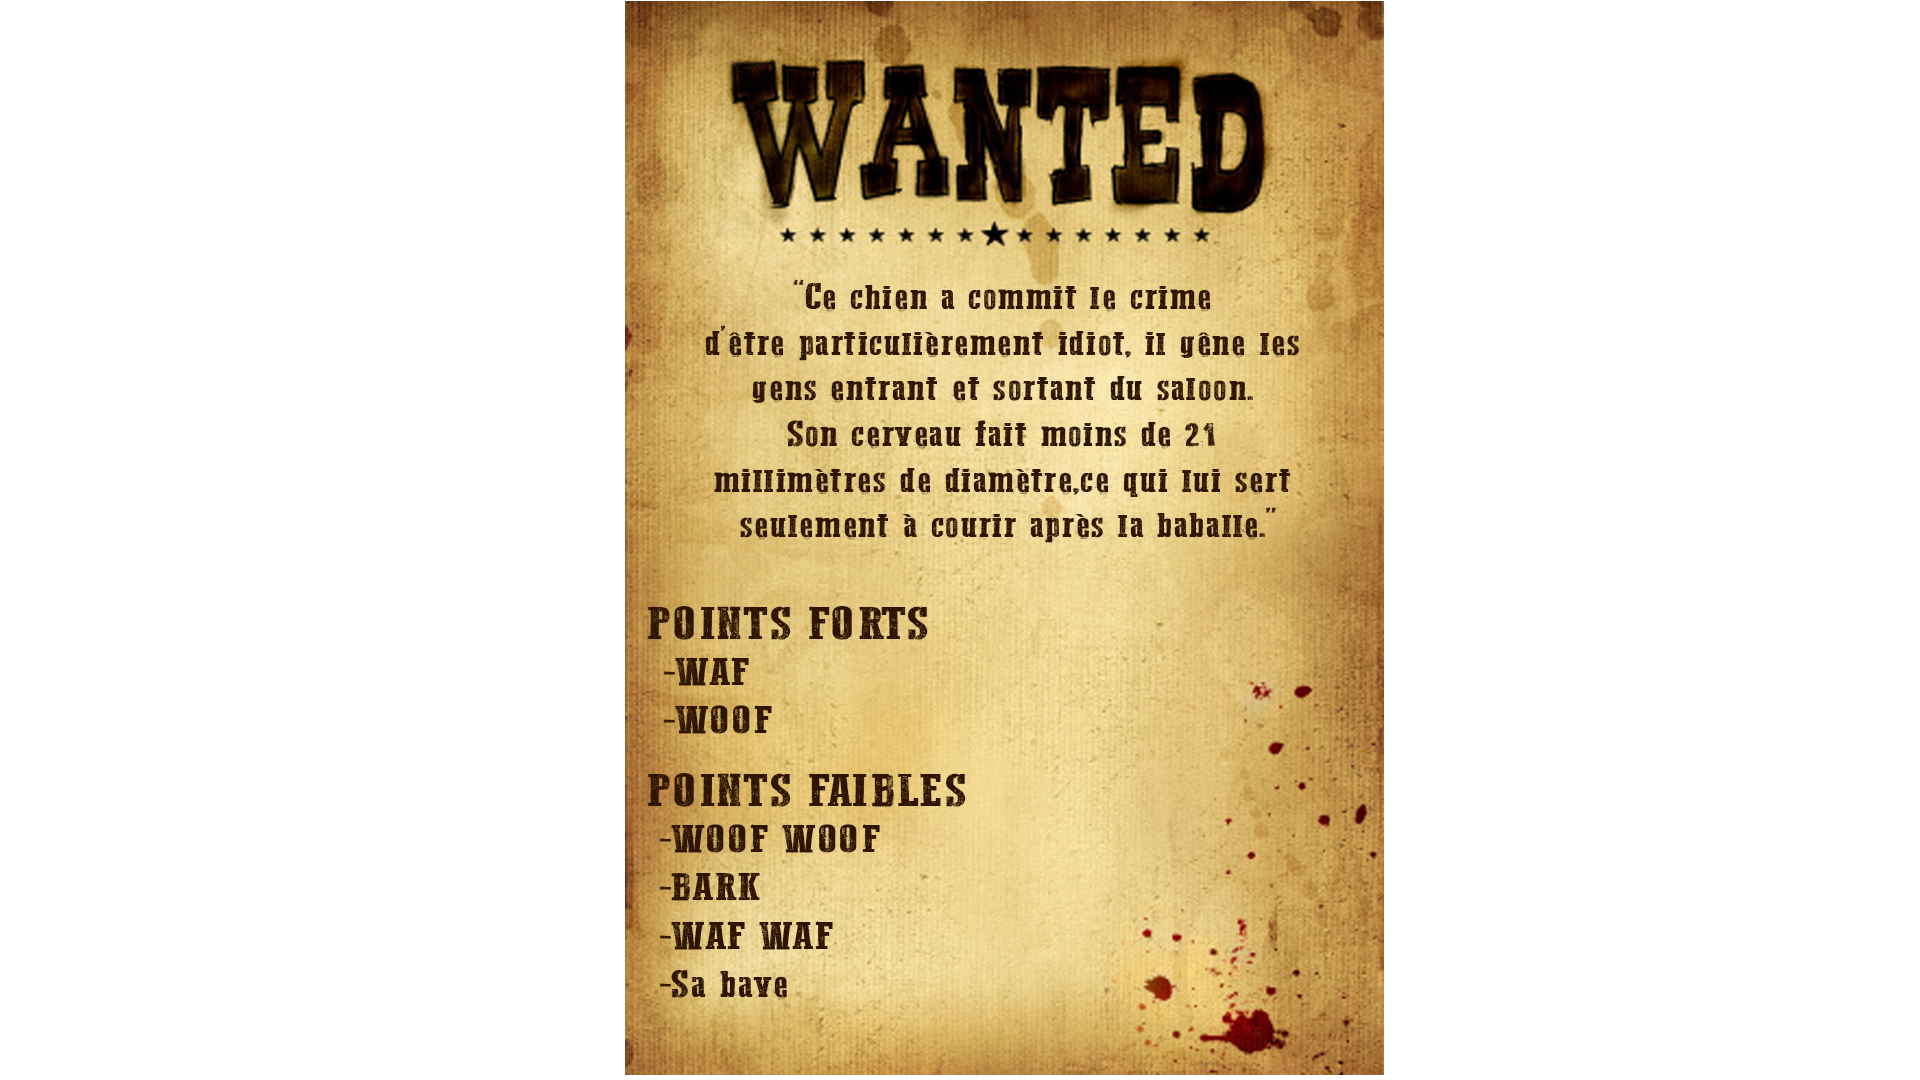 WANTED
“Ce chien a commit le crime
d'être particulièrement idiot, il gêne les
gens entrant et sortant du saloon.
Son cerveau fait moins de 21
millimètres de diamètre,ce qui lui sert
seulement à courir après la baballe.”
POINTS FORTS
-WAF
-WOOF
POINTS FAIBLES
-WOOF WOOF
-BARK
-WAF WAF
-Sa bave